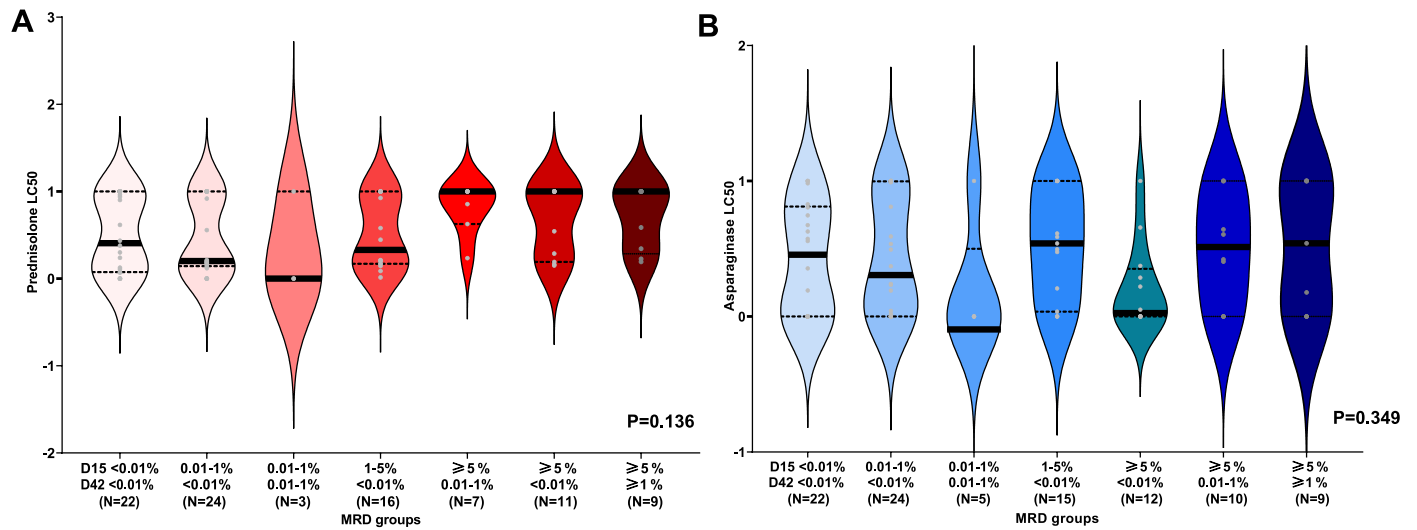 A
Prednisolone LC50
3
2
1
0
1
-2
P=0.136
D15 <0.01% 0.01-1% 0.01-1% 1-5% ⩾5% ⩾5% ⩾5%
D42 <0.01% <0.01% 0.01-1% <0.01% 0.01-1% <0.01% ⩾1%
(N=22) (N=24) (N=3) (N=16) (N=7) (N=11) (N=9)
MRD groups
B
Asparaginase LC50
2
1
0
-1
P=0.349
D15 <0.01% 0.01-1% 0.01-1% 1-5% ⩾5% ⩾5% ⩾5%
D42 <0.01% <0.01% 0.01-1% <0.01% <0.01% 0.01-1% ⩾1%
(N=22) (N=24) (N=5) (N=15) (N=12) (N=10) (N=9)
MRD groups